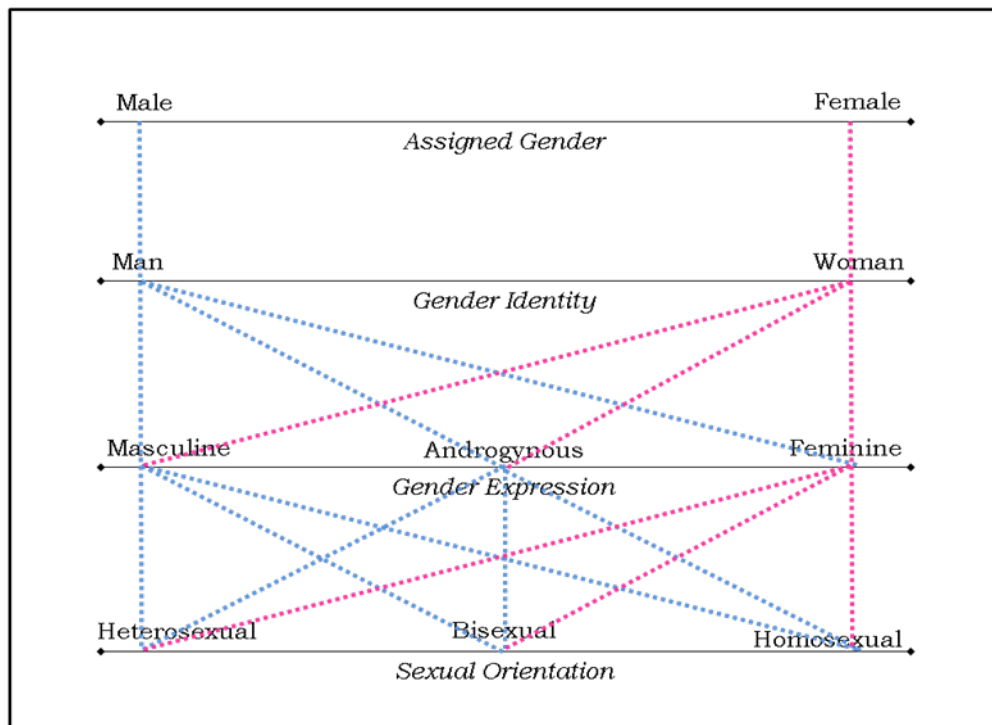 Male Female
Assigned Gender
Man Woman
Gender Identity
Masculine Androgynous Feminine
Gender Expression
Heterosexual Bisexual Homosexual
Sexual Orientation